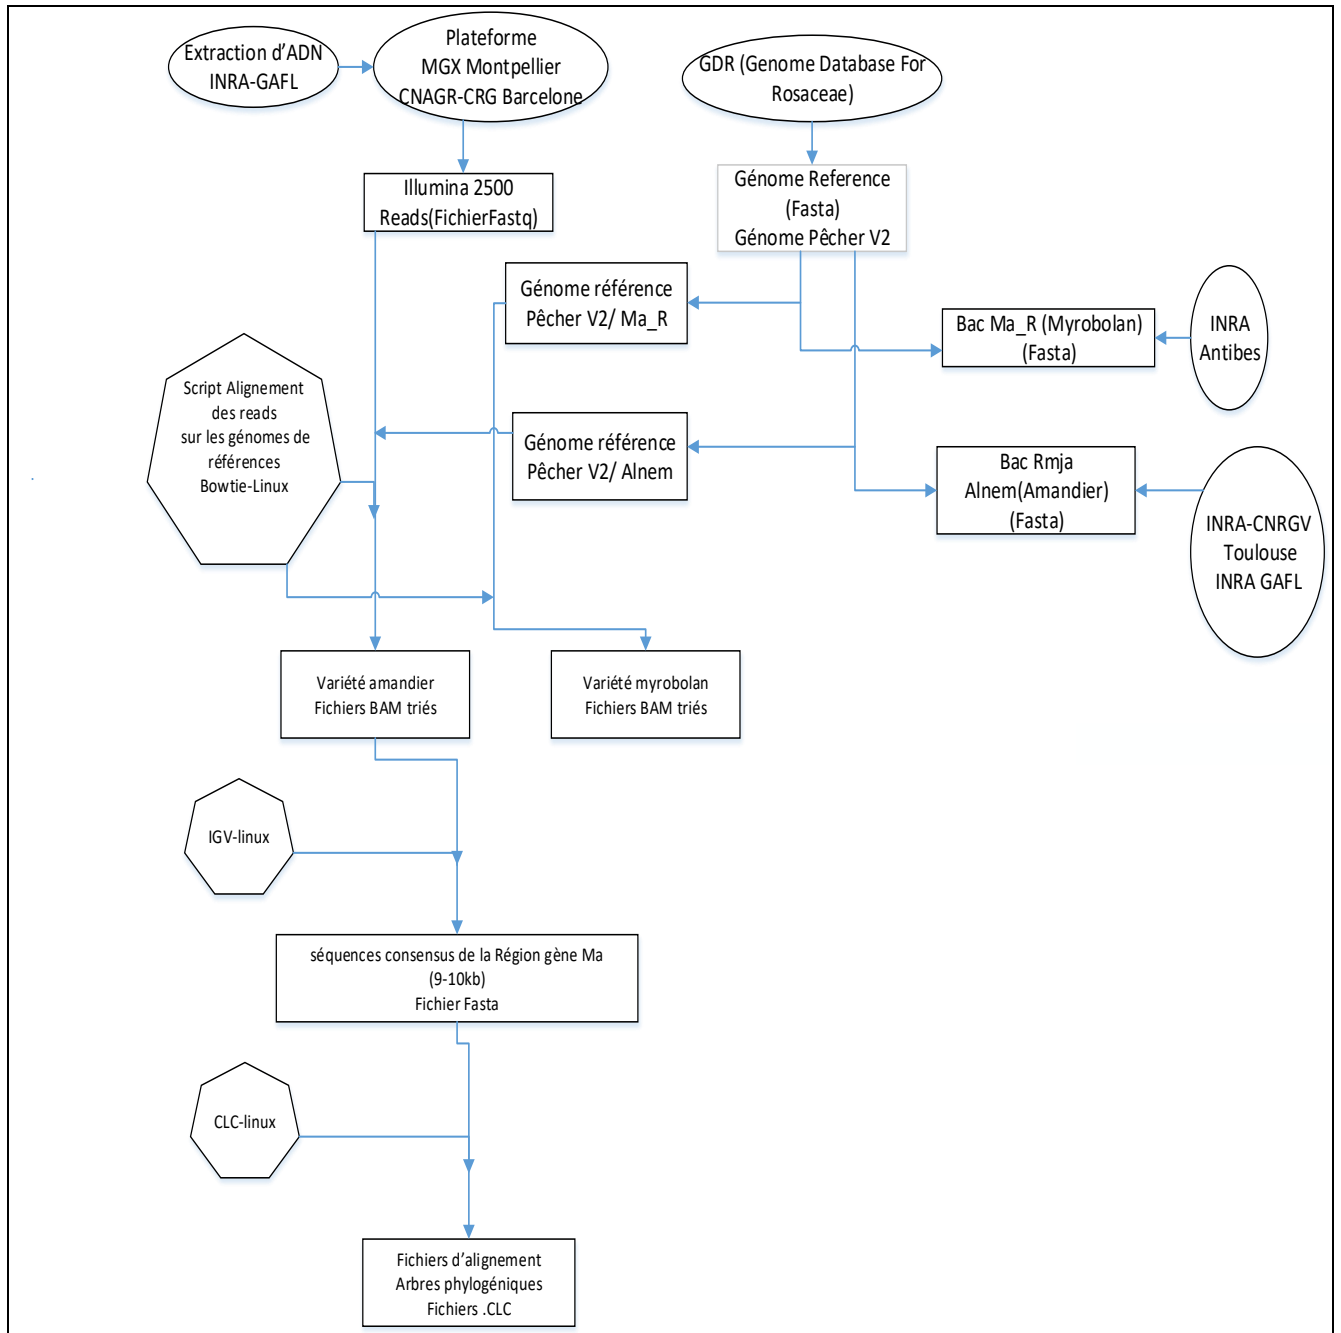 Extraction d'ADN
INRA-GAFL
Plateforme
MGX Montpellier
CNAGR-CRG Barcelone
GDR (Genome Database For
Rosaceae)
Illumina 2500
Reads(FichierFastq)
Génome Reference
(Fasta)
Génome Pêcher V2
Génome référence
Pêcher V2/ Ma_R
Bac Ma_R (Myrobolan)
(Fasta)
INRA
Antibes
Script Alignement
des reads
sur les génomes de
références
Bowtie-Linux
Génome référence
Pêcher V2/ Alnem
Bac Rmja
Alnem(Amandier)
(Fasta)
INRA-CNRGV
Toulouse
INRA GAFL
Variété amandier
Fichiers BAM triés
Variété myrobolan
Fichiers BAM triés
IGV-linux
séquences consensus de la Région gène Ma
(9-10kb)
Fichier Fasta
CLC-linux
Fichiers d'alignement
Arbres phylogéniques
Fichiers .CLC